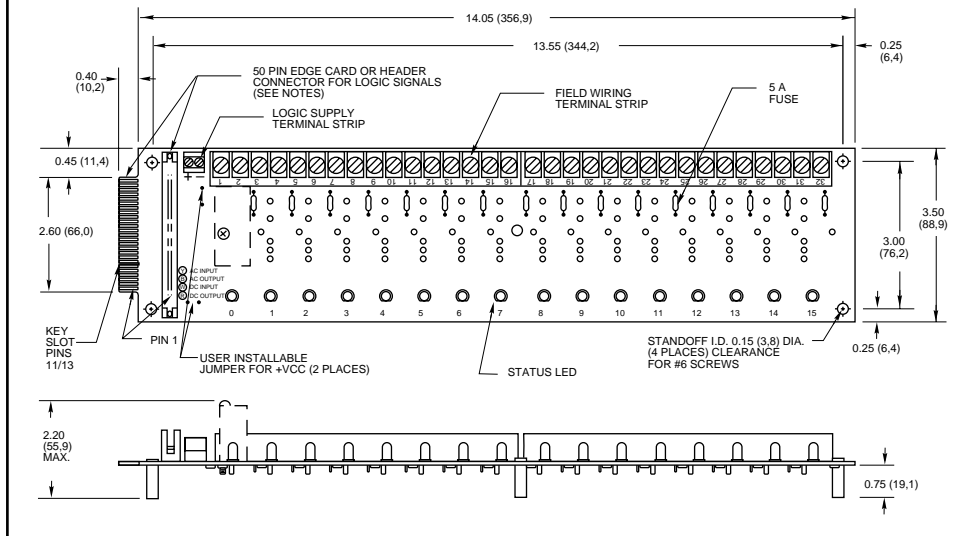 14.05 (356,9)
13.55 (344,2)
0.25
(6,4)
0.40
(10,2)
50 PIN EDGE CARD OR HEADER
CONNECTOR FOR LOGIC SIGNALS
(SEE NOTES)
LOGIC SUPPLY
TERMINAL STRIP
FIELD WIRING
TERMINAL STRIP
5 A
FUSE
0.45 (11,4)
+ –
1 2 3 4 5 6 7 8 9 10 11 12 13 14 15 16 17 18 19 20 21 22 23 24 25 26 27 28 29 30 31 32
2.60 (66,0)
3.00
(76,2)
3.50
(88,9)
Y AC INPUT
B AC OUTPUT
W DC INPUT
R DC OUTPUT
0 1 2 3 4 5 6 7 8 9 10 11 12 13 14 15
KEY
SLOT
PINS
11/13
PIN 1
USER INSTALLABLE
JUMPER FOR +VCC (2 PLACES)
STATUS LED
STANDOFF I.D. 0.15 (3,8) DIA.
(4 PLACES) CLEARANCE
FOR #6 SCREWS
0.25 (6,4)
2.20
(55,9)
MAX.
0.75 (19,1)